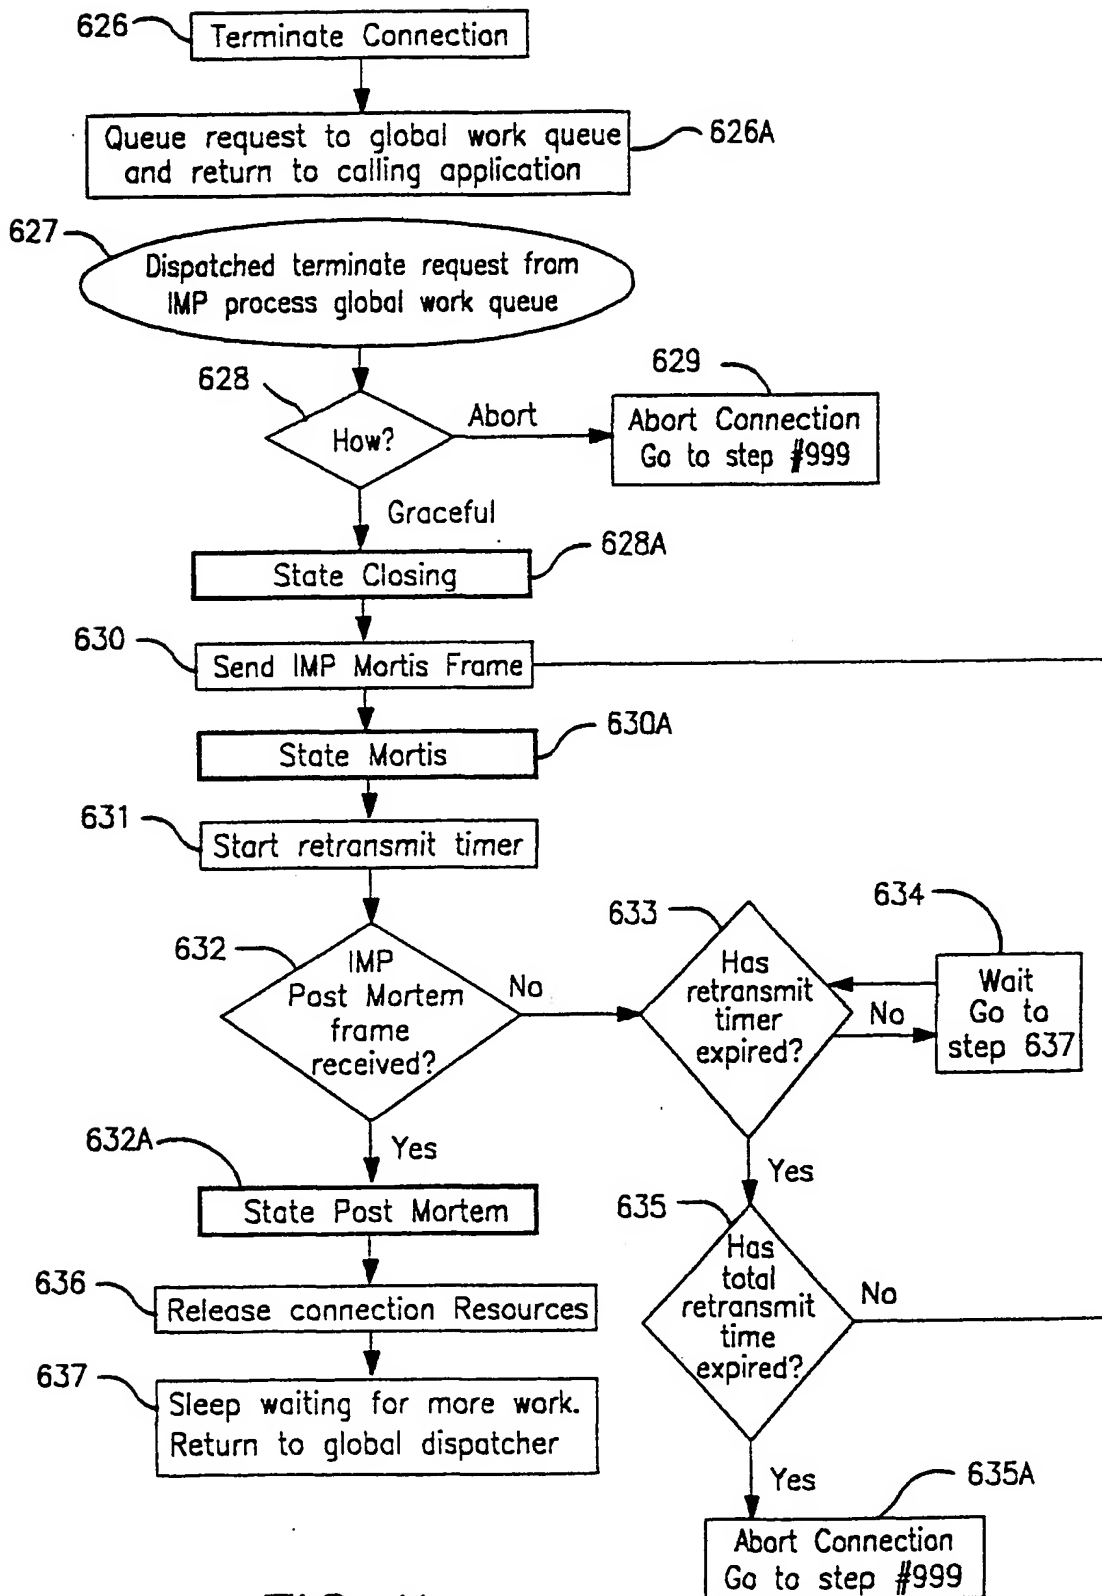 626
Terminate Connection
Queue request to global work queue
and return to calling application
626A
627
Dispatched terminate request from
IMP process global work queue
628
How?
Abort
629
Abort Connection
Go to step #999
Graceful
628A
State Closing
630
Send IMP Mortis Frame
630A
State Mortis
631
Start retransmit timer
632
IMP
Post Mortem
frame
received?
No
633
Has
retransmit
timer
expired?
No
634
Wait
Go to
step 637
Yes
632A
State Post Mortem
Yes
635
Has
total
retransmit
time
expired?
No
636
Release connection Resources
637
Sleep waiting for more work.
Return to global dispatcher
Yes
635A
Abort Connection
Go to step #999